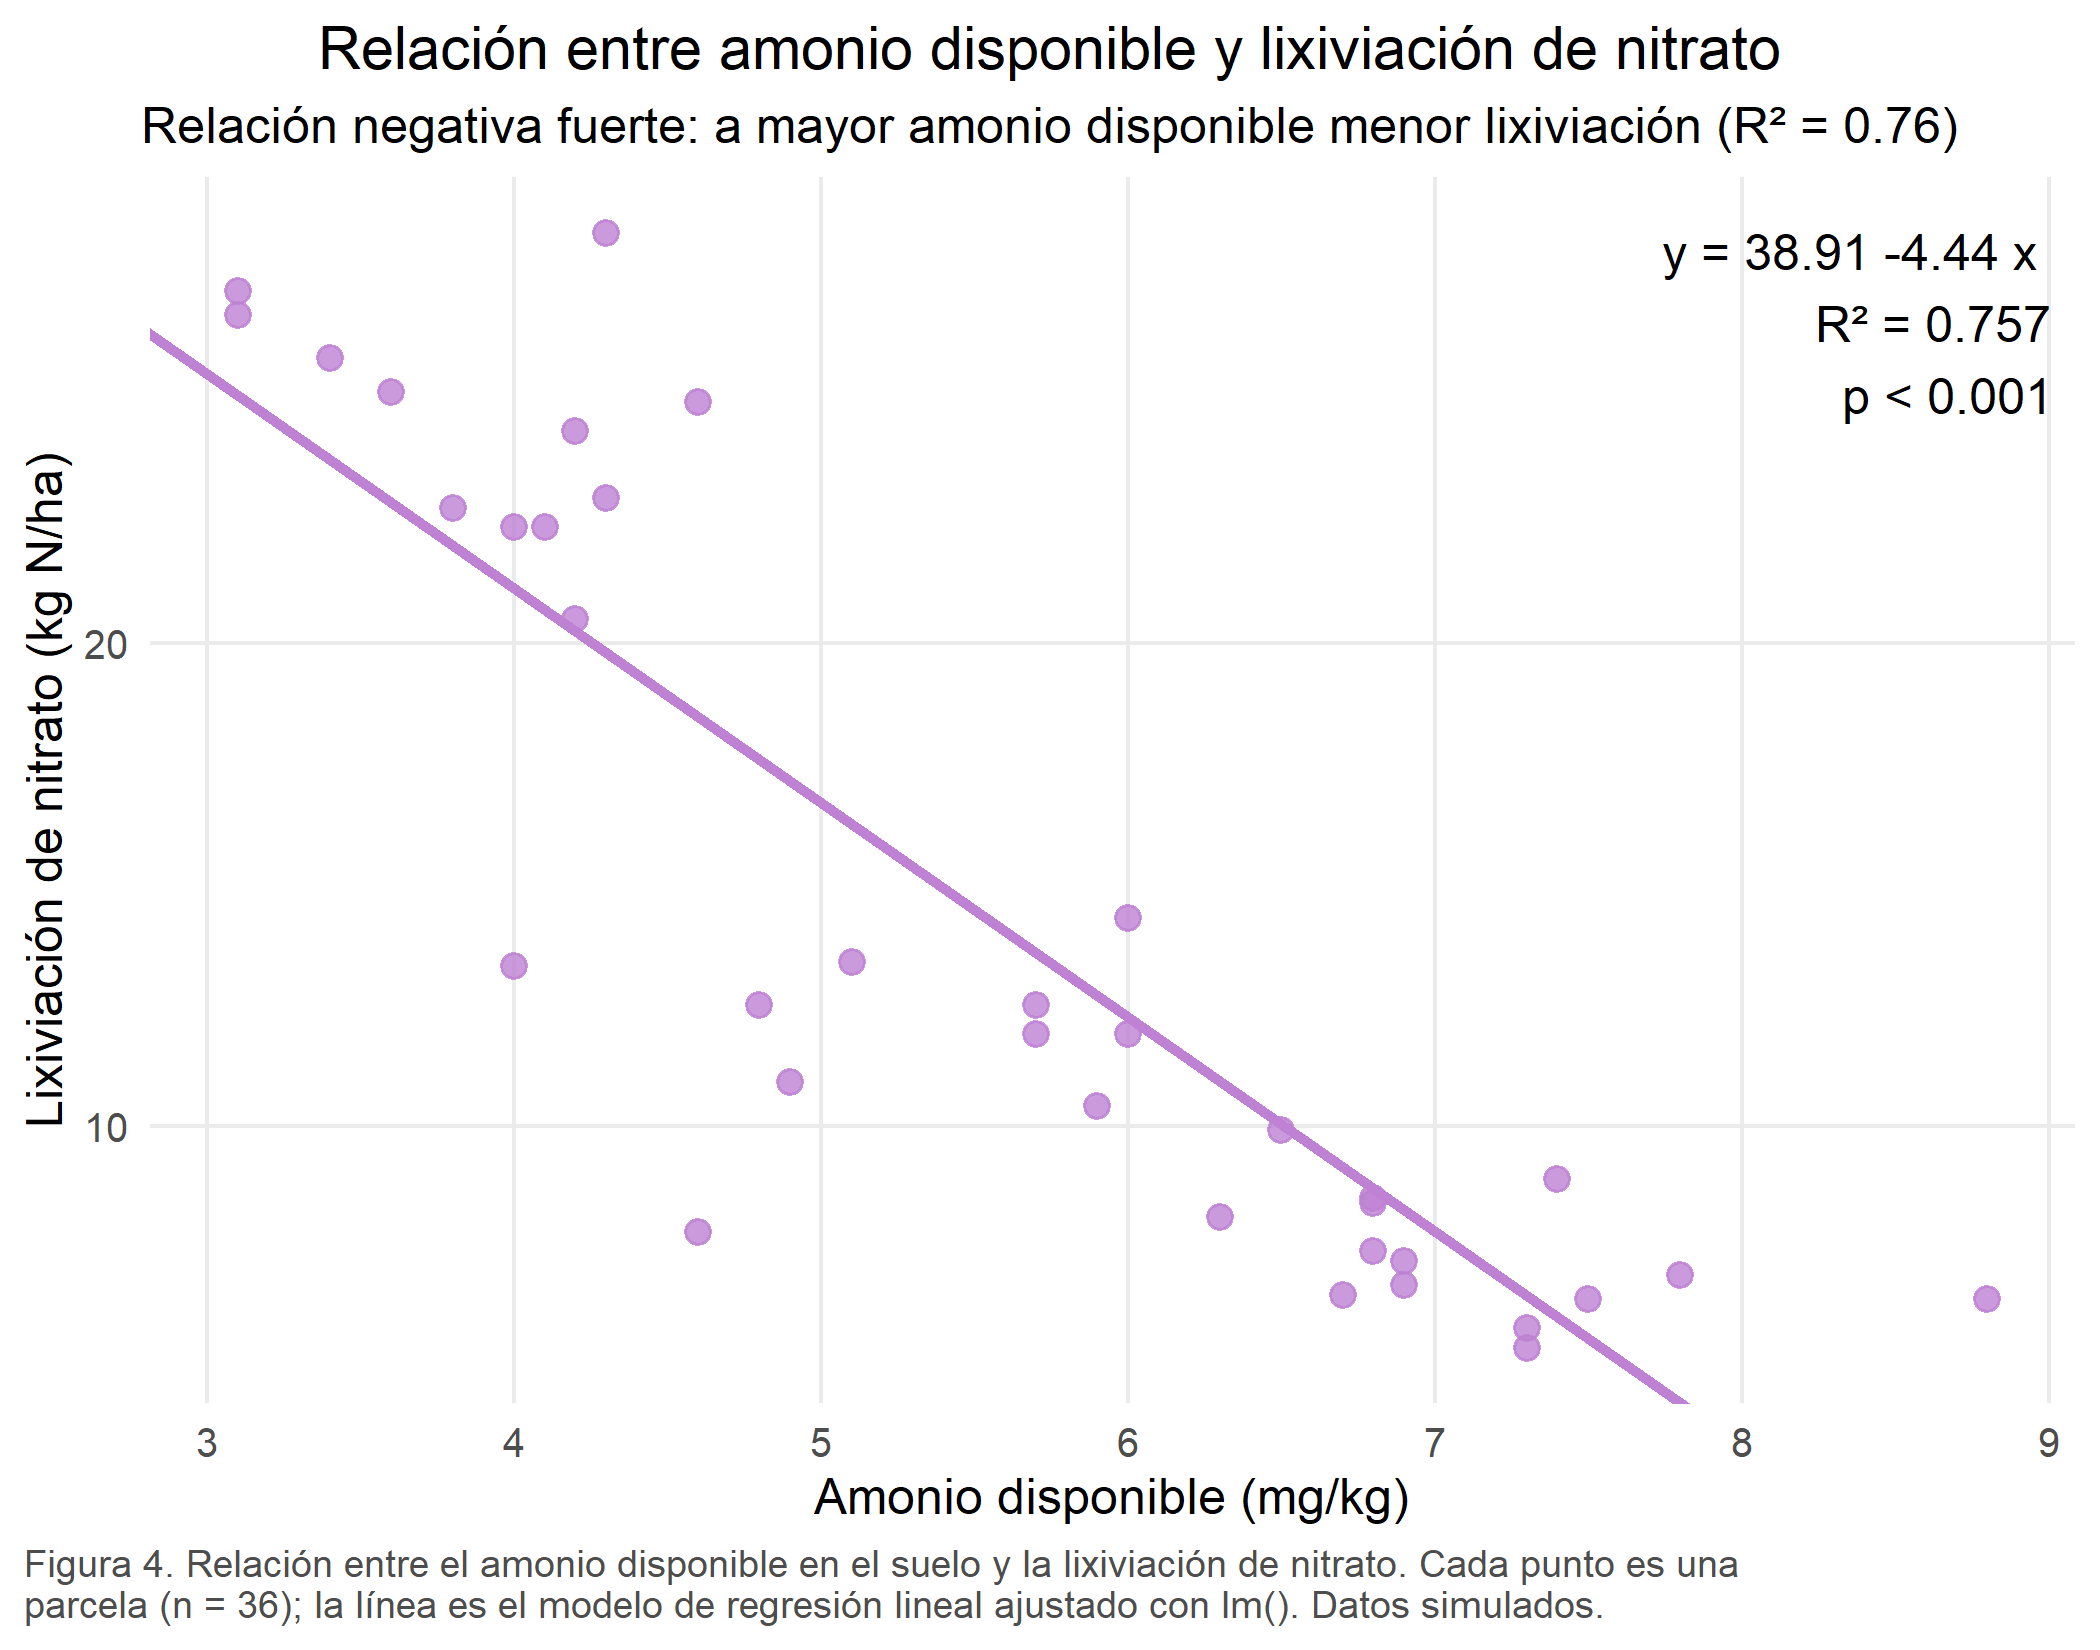 Relación entre amonio disponible y lixiviación de nitrato
Relación negativa fuerte: a mayor amonio disponible menor lixiviación (R² = 0.76)
y = 38.91 -4.44 x
R² = 0.757
p < 0.001
Lixiviación de nitrato (kg N/ha)
20
10
3 4 5 6 7 8 9
Amonio disponible (mg/kg)
Figura 4. Relación entre el amonio disponible en el suelo y la lixiviación de nitrato. Cada punto es una
parcela (n = 36); la línea es el modelo de regresión lineal ajustado con lm(). Datos simulados.